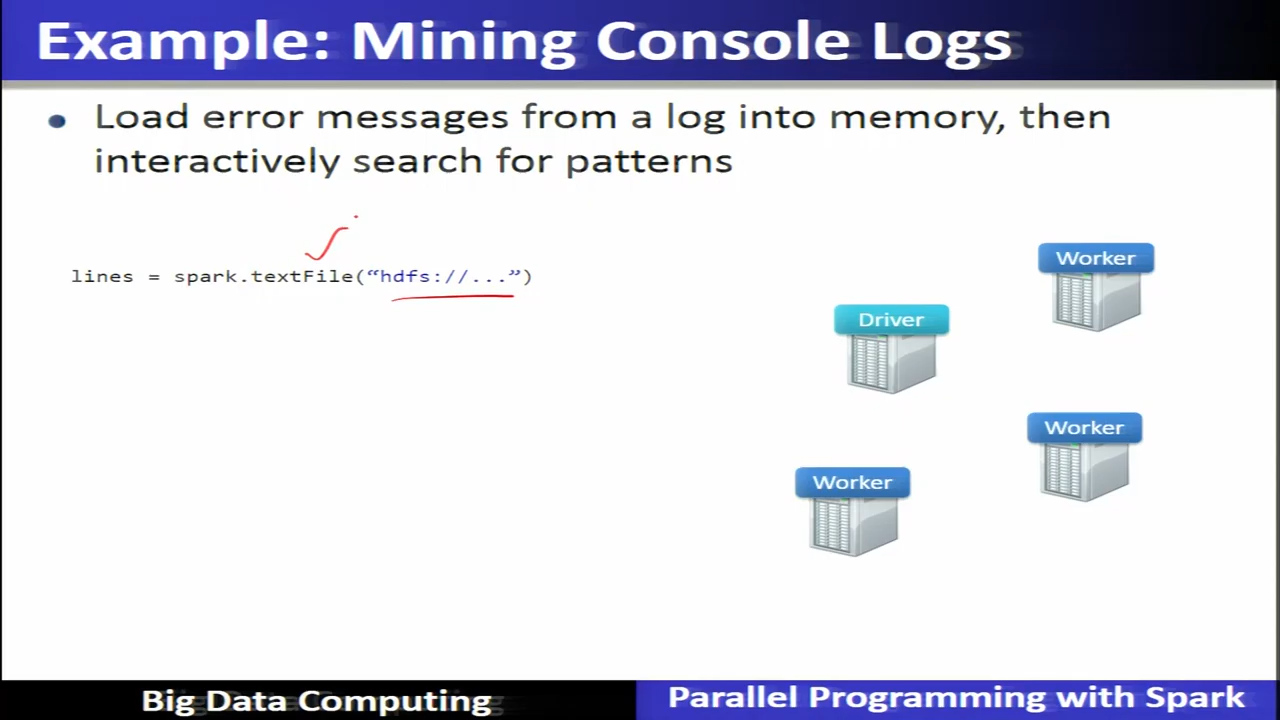 Example: Mining Console Logs
Load error messages from a log into memory, then
interactively search for patterns
lines = spark.textFile(“hdfs://...”)
Worker
Driver
Worker
Worker
Big Data Computing
Parallel Programming with Spark